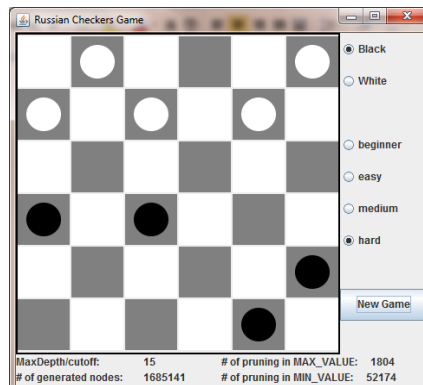 Russian Checkers Game
Black
White
beginner
easy
medium
hard
New Game
MaxDepth/cutoff: 15 # of pruning in MAX_VALUE: 1804
# of generated nodes: 1685141 # of pruning in MIN_VALUE: 52174